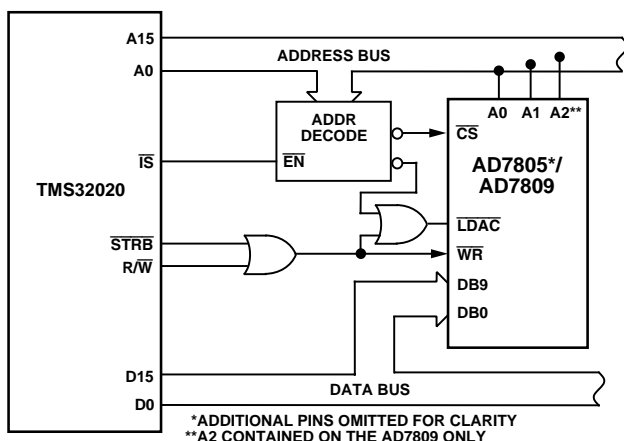 A15
ADDRESS BUS
A0
A0 A1 A2**
ADDR
DECODE
CS
IS
EN
AD7805*/
AD7809
TMS32020
LDAC
STRB
R/W
WR
DB9
DB0
D15
DATA BUS
D0
*ADDITIONAL PINS OMITTED FOR CLARITY
**A2 CONTAINED ON THE AD7809 ONLY